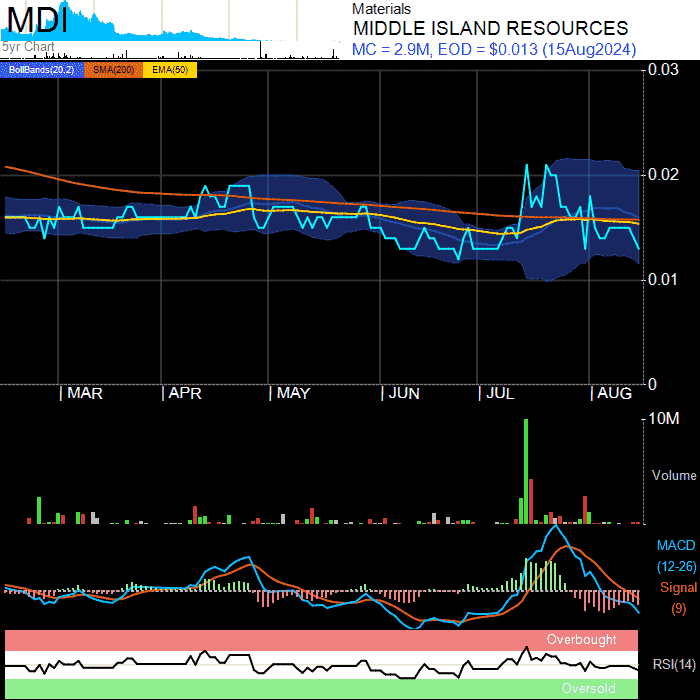 MDI
5yr Chart
Materials
MIDDLE ISLAND RESOURCES
MC = 2.9M, EOD = $0.013 (15Aug2024)
BollBands(20,2) SMA(200) EMA(50)
0.03
0.02
0.01
0
MAR APR MAY JUN JUL AUG
10M
Volume
MACD
(12-26)
Signal
(9)
Overbought
RSI(14)
Oversold